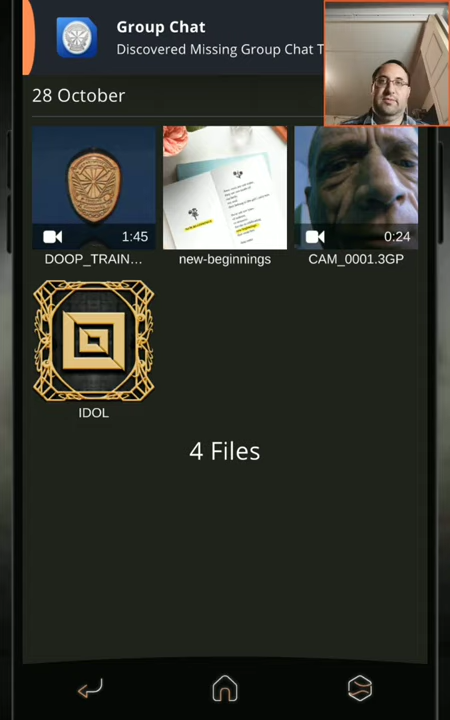 Group Chat
Discovered Missing Group Chat T
28 October
1:45
0:24
DOOP_TRAIN...
new-beginnings
CAM_0001.3GP
IDOL
4 Files